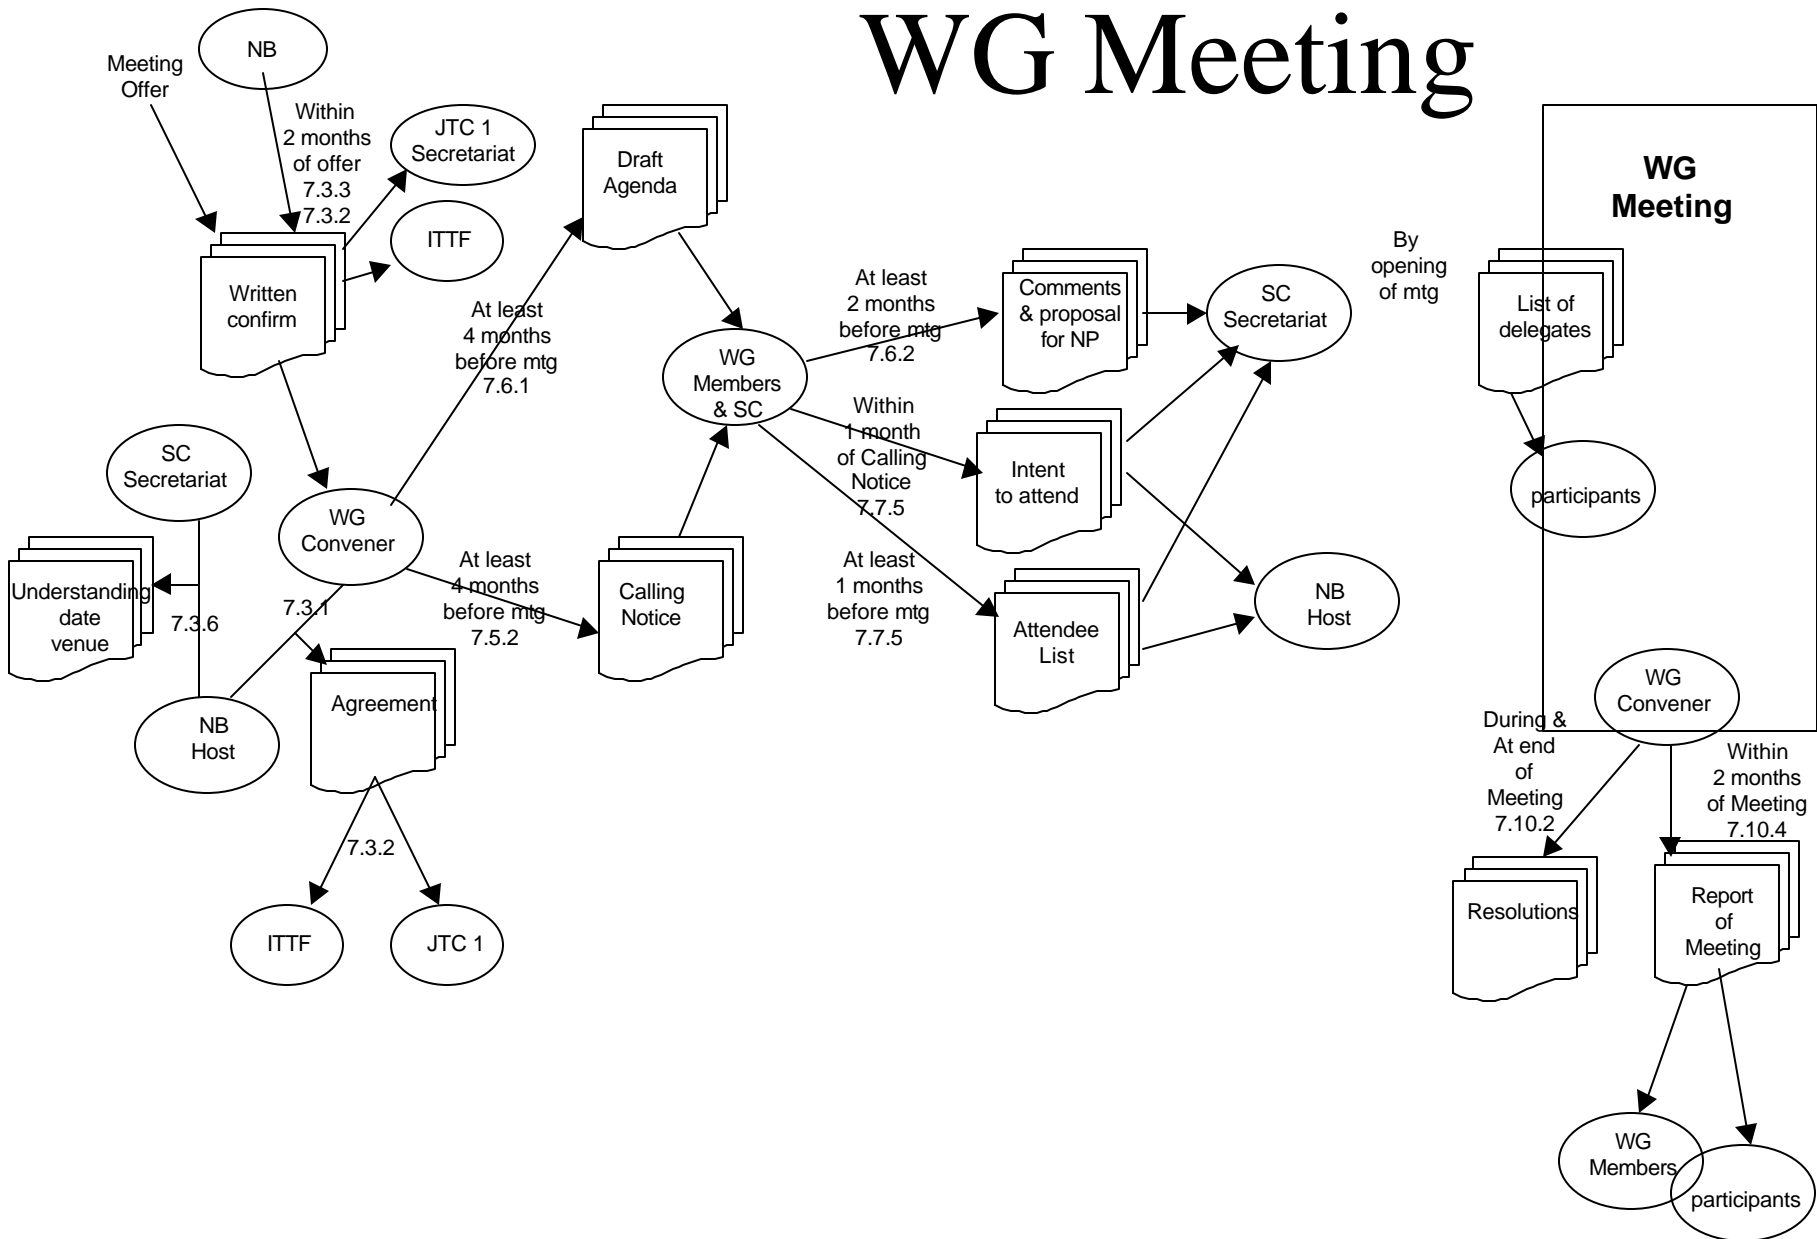 WG Meeting
NB
Meeting
Offer
Within
2 months
of offer
7.3.3
7.3.2
JTC 1
Secretariat
ITTF
Written
confirm
Draft
Agenda
At least
4 months
before mtg
7.6.1
WG
Members
& SC
At least
2 months
before mtg
7.6.2
Comments
& proposal
for NP
SC
Secretariat
By
opening
of mtg
WG
Meeting
List of
delegates
participants
Within
1 month
of Calling
Notice
7.7.5
Intent
to attend
SC
Secretariat
WG
Convener
Understanding
date
venue
7.3.6
7.3.1
At least
4 months
before mtg
7.5.2
Calling
Notice
At least
1 months
before mtg
7.7.5
Attendee
List
NB
Host
Agreement
NB
Host
7.3.2
ITTF
JTC 1
WG
Convener
During &
At end
of
Meeting
7.10.2
Within
2 months
of Meeting
7.10.4
Resolutions
Report
of
Meeting
WG
Members
participants